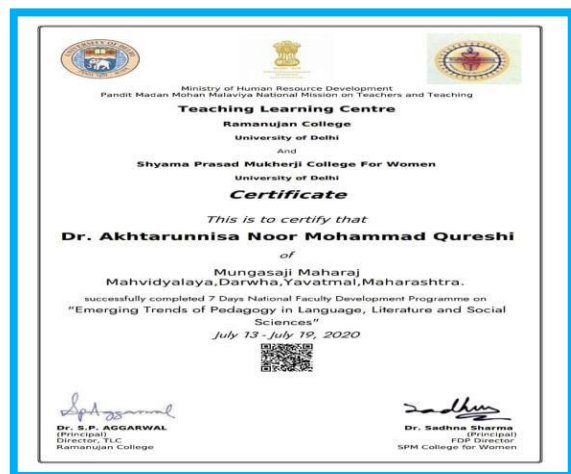 Ministry of Human Resource Development
Pandit Madan Mohan Malaviya National Mission on Teachers and Teaching
Teaching Learning Centre
Ramanujan College
University of Delhi
And
Shyama Prasad Mukherji College For Women
University of Delhi
Certificate
This is to certify that
Dr. Akhtarunnisa Noor Mohammad Qureshi
of
Mungasaji Maharaj
Mahvidyalaya,Darwha,Yavatmal,Maharashtra.
successfully completed 7 Days National Faculty Development Programme on
"Emerging Trends of Pedagogy in Language, Literature and Social
Sciences"
July 13 - July 19, 2020
Dr. S.P. AGGARWAL
(Principal)
Director, TLC
Ramanujan College
Dr. Sadhna Sharma
(Principal)
FDP Director
SPM College for Women